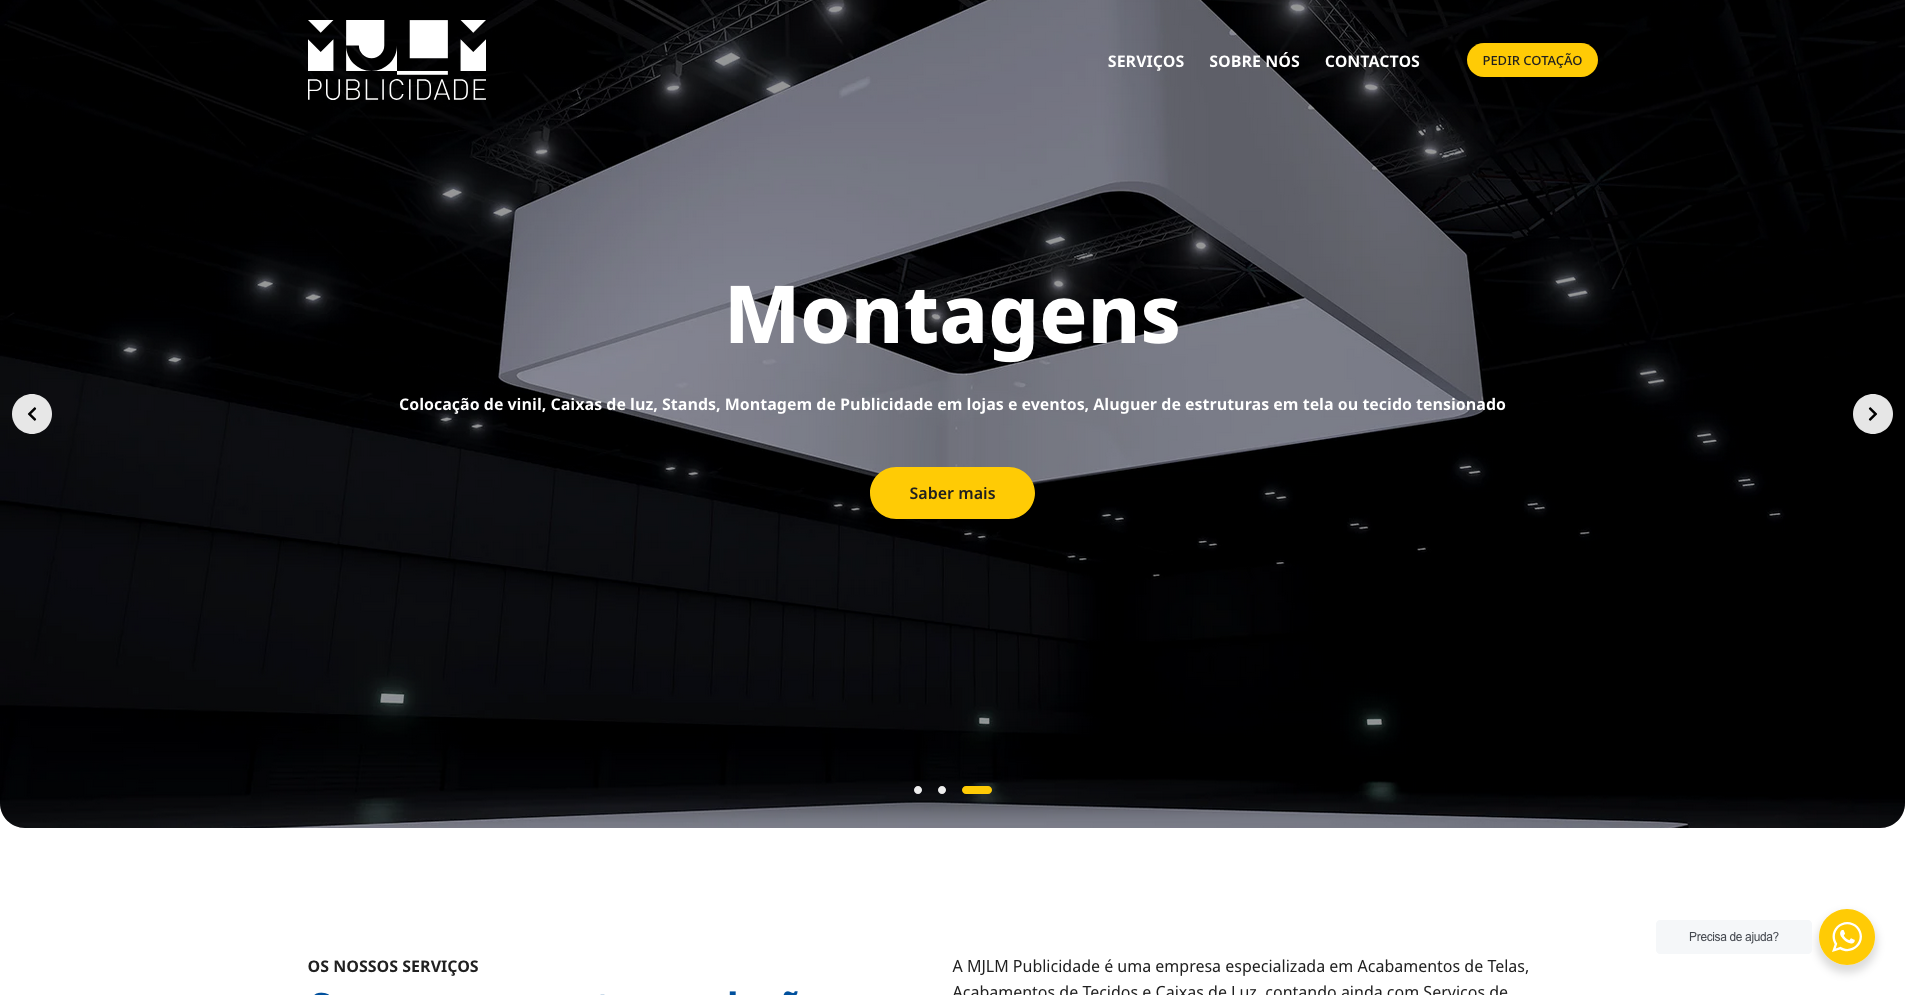 MJLM
PUBLICIDADE
SERVIÇOS
SOBRE NÓS
CONTACTOS
PEDIR COTAÇÃO
Montagens
Colocação de vinil, Caixas de luz, Stands, Montagem de Publicidade em lojas e eventos, Aluguer de estruturas em tela ou tecido tensionado
Saber mais
Precisa de ajuda?
OS NOSSOS SERVIÇOS
A MJLM Publicidade é uma empresa especializada em Acabamentos de Telas,
Acabamentos de Tecidos e Caixas de Luz, contando ainda com Serviços de